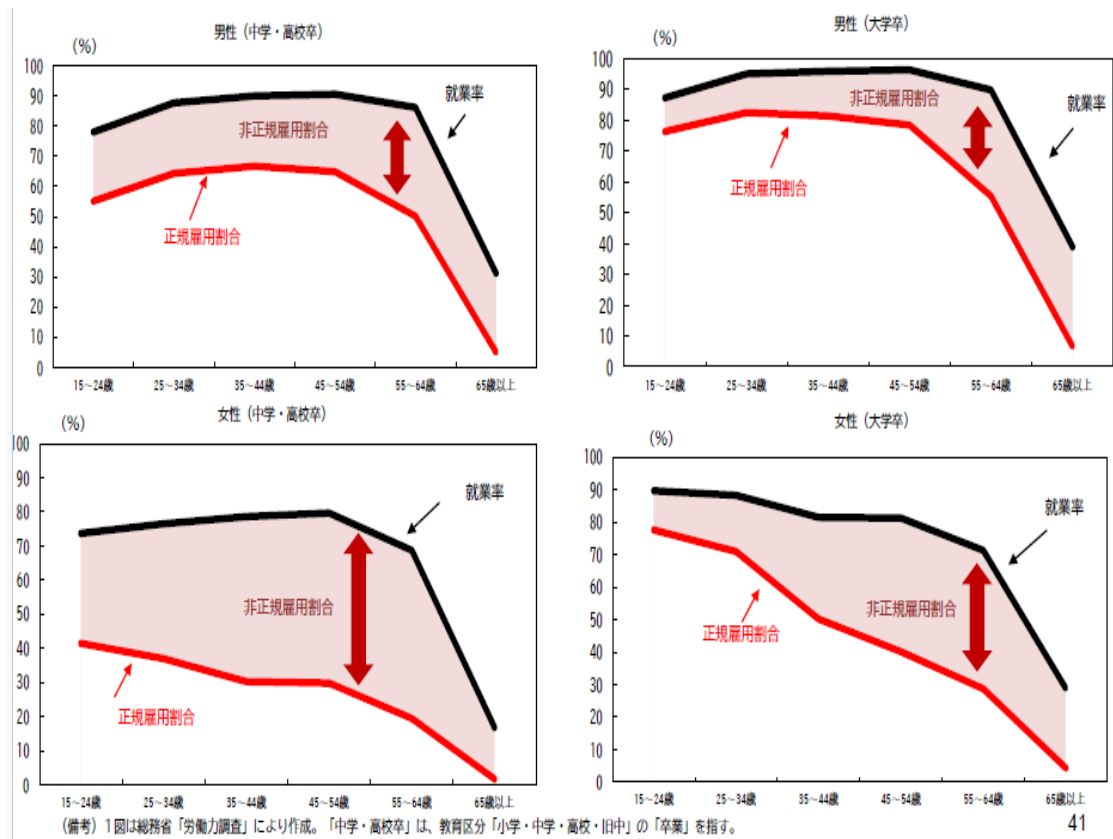 男性（中学・高校卒）
（%）
100
90
80
70
60
50
40
30
20
10
0
就業率
非正規雇用割合
正規雇用割合
15～24歳 25～34歳 35～44歳 45～54歳 55～64歳 65歳以上
男性（大学卒）
（%）
100
90
80
70
60
50
40
30
20
10
0
非正規雇用割合
就業率
正規雇用割合
15～24歳 25～34歳 35～44歳 45～54歳 55～64歳 65歳以上
女性（中学・高校卒）
（%）
100
90
80
70
60
50
40
30
20
10
0
就業率
非正規雇用割合
正規雇用割合
15～24歳 25～34歳 35～44歳 45～54歳 55～64歳 65歳以上
女性（大学卒）
（%）
100
90
80
70
60
50
40
30
20
10
0
就業率
非正規雇用割合
正規雇用割合
15～24歳 25～34歳 35～44歳 45～54歳 55～64歳 65歳以上
（備考）1図は総務省「労働力調査」により作成。「中学・高校卒」は、教育区分「小学・中学・高校・旧中」の「卒業」を指す。
41